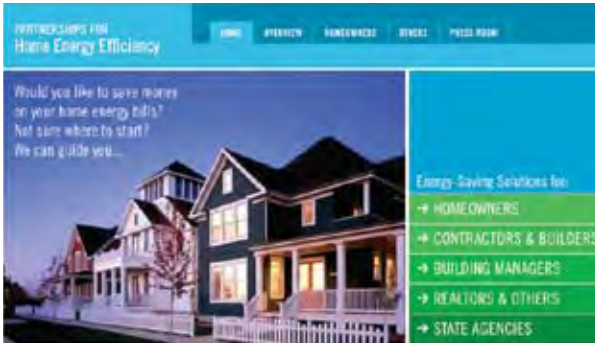 PARTNERSHIPS FOR
Home Energy Efficiency
HOME OVERVIEW HOMEOWNERS OTHERS PRESS ROOM
Would you like to save money
on your home energy bills?
Not sure where to start?
We can guide you...
Energy-Saving Solutions for:
→ HOMEOWNERS
→ CONTRACTORS & BUILDERS
→ BUILDING MANAGERS
→ REALTORS & OTHERS
→ STATE AGENCIES